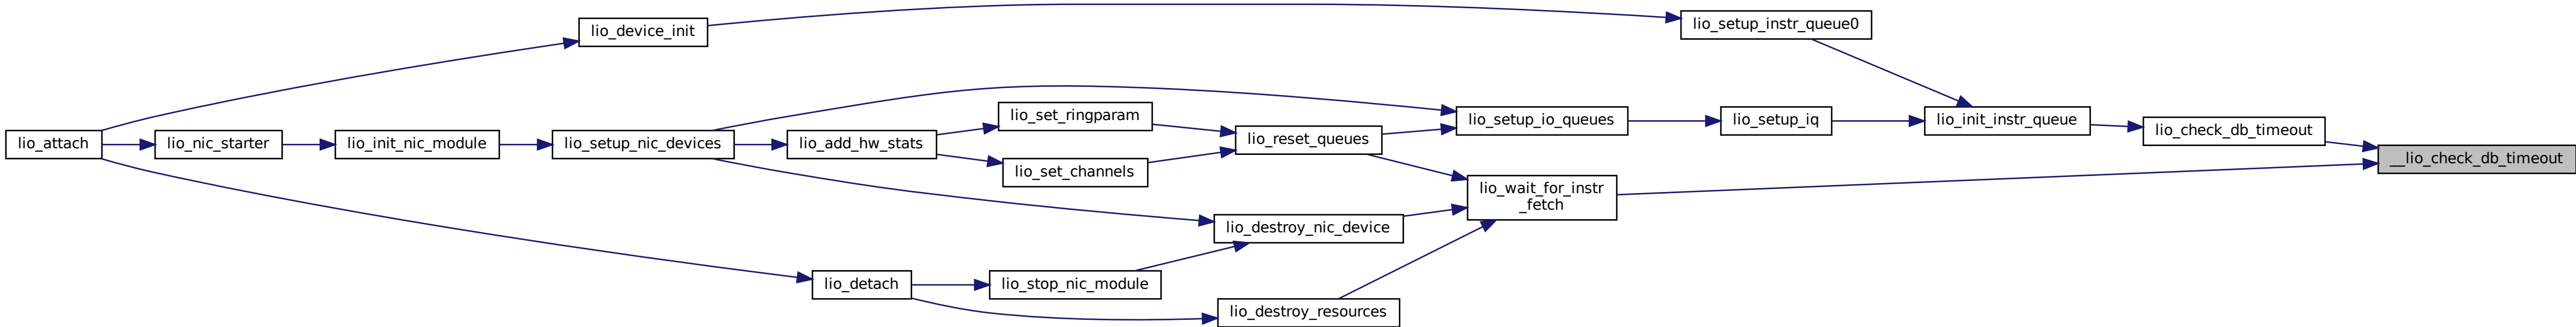 lio_attach
lio_device_init
lio_nic_starter
lio_init_nic_module
lio_setup_nic_devices
lio_add_hw_stats
lio_detach
lio_set_ringparam
lio_set_channels
lio_stop_nic_module
lio_reset_queues
lio_destroy_nic_device
lio_destroy_resources
lio_setup_io_queues
lio_wait_for_instr
_fetch
lio_setup_instr_queue0
lio_setup_iq
lio_init_instr_queue
lio_check_db_timeout
__lio_check_db_timeout